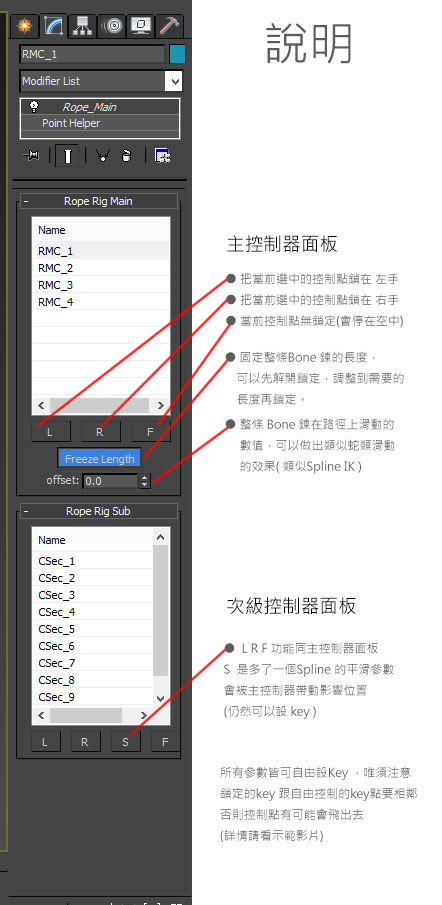 說明
RMC_1
Modifier List
Rope_Main
Point Helper
- Rope Rig Main
Name
RMC_1
RMC_2
RMC_3
RMC_4
L R F
Freeze Length
offset: 0.0
- Rope Rig Sub
Name
CSec_1
CSec_2
CSec_3
CSec_4
CSec_5
CSec_6
CSec_7
CSec_8
CSec_9
L R S F
主控制器面板
把當前選中的控制點鎖在 左手
把當前選中的控制點鎖在 右手
當前控制點無鎖定(會停在空中)
固定整條Bone 鍊的長度，
可以先解開鎖定，調整到需要的
長度再鎖定。
整條 Bone 鍊在路徑上滑動的
數值，可以做出類似蛇類滑動
的效果( 類似Spline IK )
次級控制器面板
L R F 功能同主控制器面板
S 是多了一個Spline 的平滑參數
會被主控制器帶動影響位置
(仍然可以設 key )
所有參數皆可自由設Key ，唯須注意
鎖定的key 跟自由控制的key點要相鄰
否則控制點有可能會飛出去
(詳情請看示範影片)